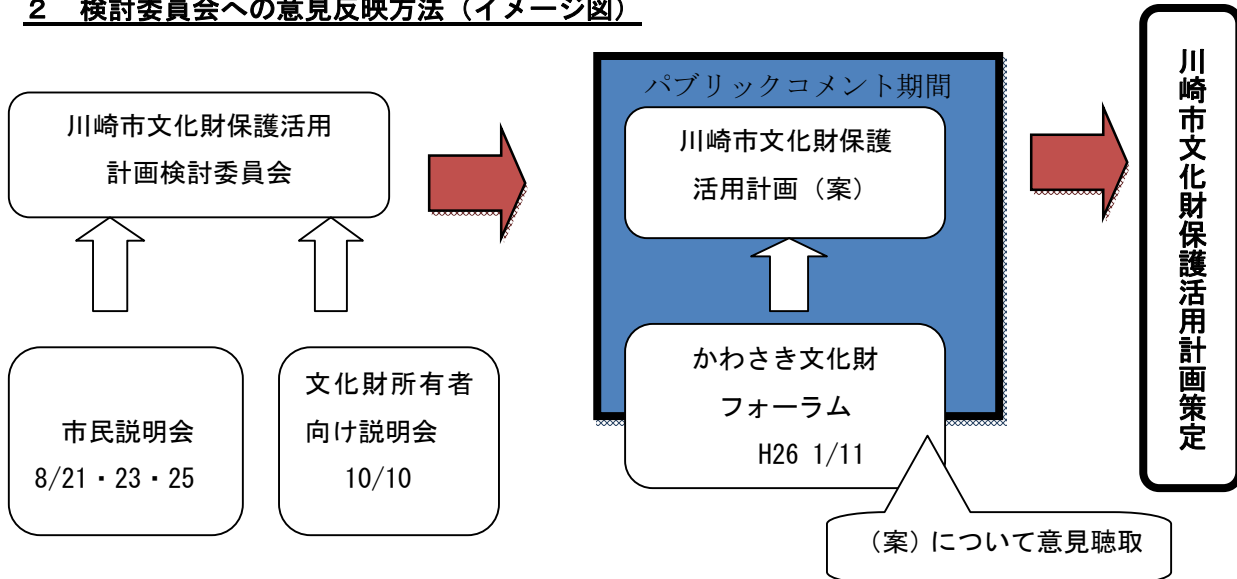 2 検討委員会への意見反映方法（イメージ図）
川崎市文化財保護活用
計画検討委員会
市民説明会
8/21・23・25
文化財所有者
向け説明会
10/10
パブリックコメント期間
川崎市文化財保護
活用計画（案）
かわさき文化財
フォーラム
H26 1/11
（案）について意見聴取
川崎市文化財保護活用計画策定